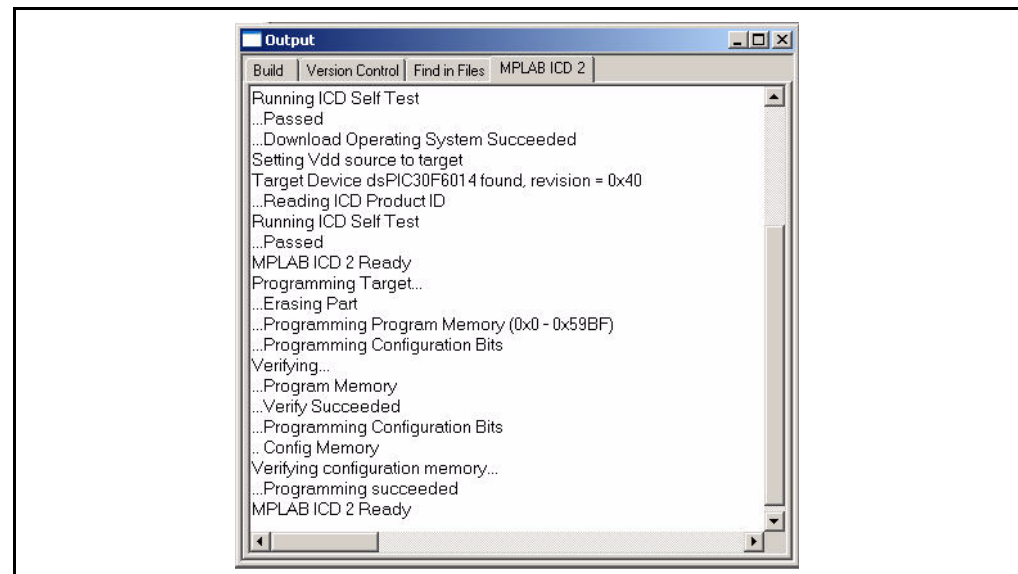 Output
Build Version Control Find in Files MPLAB ICD 2
Running ICD Self Test
...Passed
...Download Operating System Succeeded
Setting Vdd source to target
Target Device dsPIC30F6014 found, revision = 0x40
...Reading ICD Product ID
Running ICD Self Test
...Passed
MPLAB ICD 2 Ready
Programming Target...
...Erasing Part
...Programming Program Memory (0x0 - 0x59BF)
...Programming Configuration Bits
Verifying...
...Program Memory
...Verify Succeeded
...Programming Configuration Bits
.. Config Memory
Verifying configuration memory...
...Programming succeeded
MPLAB ICD 2 Ready